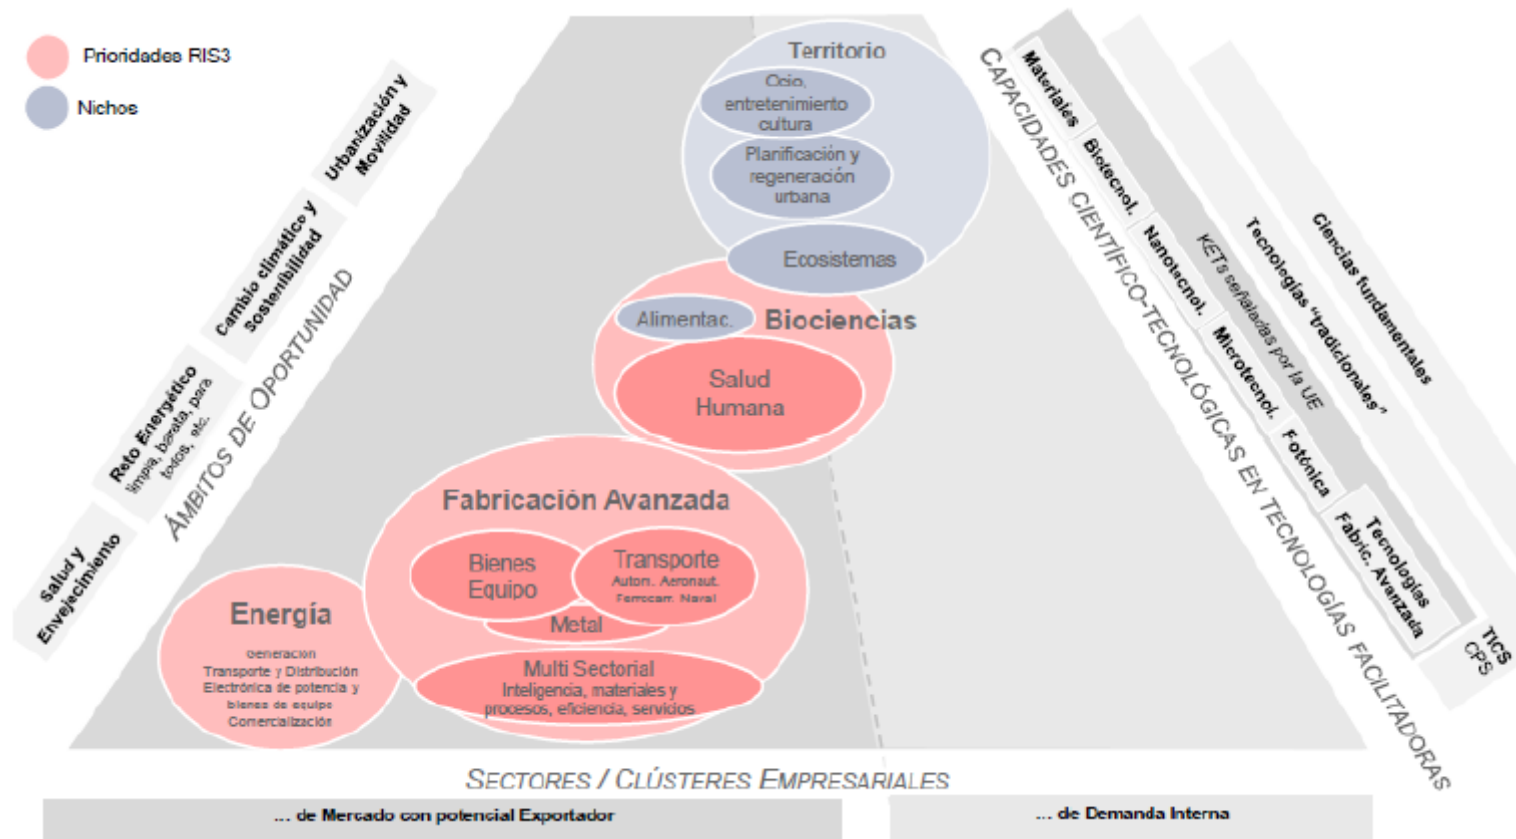 Prioridades RIS3
Nichos
Urbanización y
Movilidad
Cambio climático y
sostenibilidad
Reto Energético
limpia, barata, para
todos, etc.
Salud y
Envejecimiento
ÁMBITOS DE OPORTUNIDAD
Territorio
Ocio,
entretenimiento
cultura
Planificación y
regeneración
urbana
Ecosistemas
Alimentac.
Biociencias
Salud
Humana
Fabricación Avanzada
Bienes
Equipo
Transporte
Autom. Aeronaut.
Ferrocarr. Naval
Metal
Multi Sectorial
Inteligencia, materiales y
procesos, eficiencia, servicios
Energía
Generación
Transporte y Distribución
Electrónica de potencia y
bienes de equipo
Comercialización
CAPACIDADES CIENTÍFICO-TECNOLÓGICAS EN TECNOLOGÍAS FACILITADORAS
Materiales
Biotecnol.
Nanotecnol.
Microtecnol.
Fotónica
Tecnologías
Fabric. Avanzada
KETs señaladas por la UE
Tecnologías "tradicionales"
Ciencias fundamentales
TICS
CPS
SECTORES / CLÚSTERES EMPRESARIALES
... de Mercado con potencial Exportador
... de Demanda Interna